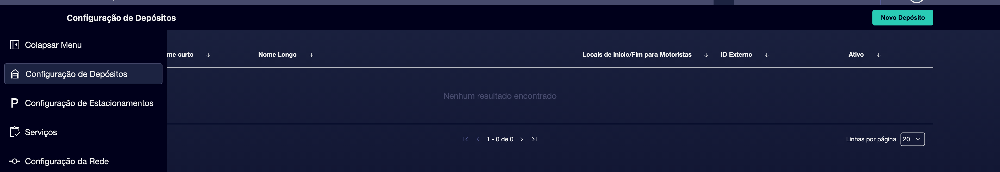 Configuração de Depósitos
Novo Depósito
Colapsar Menu
me curto Nome Longo Locais de Início/Fim para Motoristas ID Externo Ativo
Configuração de Depósitos
Nenhum resultado encontrado
Configuração de Estacionamentos
Serviços
1 - 0 de 0
Linhas por página 20
Configuração da Rede